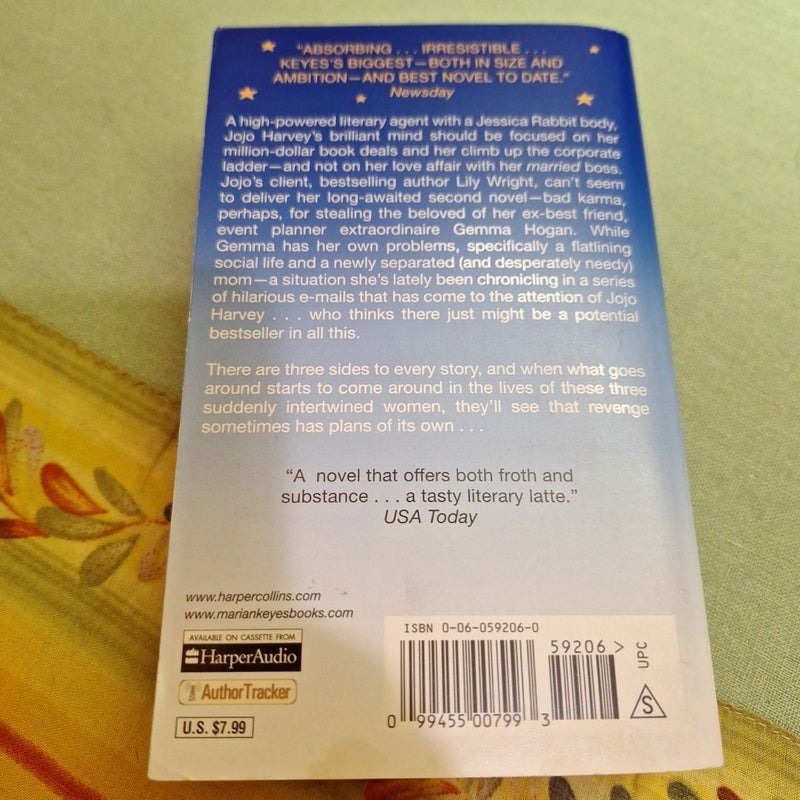 "ABSORBING . . . IRRESISTIBLE . . .
KEYES'S BIGGEST—BOTH IN SIZE AND
AMBITION—AND BEST NOVEL TO DATE."
Newsday
A high-powered literary agent with a Jessica Rabbit body,
Jojo Harvey's brilliant mind should be focused on her
million-dollar book deals and her climb up the corporate
ladder—and not on her love affair with her married boss.
Jojo's client, bestselling author Lily Wright, can't seem
to deliver her long-awaited second novel—bad karma,
perhaps, for stealing the beloved of her ex-best friend,
event planner extraordinaire Gemma Hogan. While
Gemma has her own problems, specifically a flatlining
social life and a newly separated (and desperately needy)
mom—a situation she's lately been chronicling in a series
of hilarious e-mails that has come to the attention of Jojo
Harvey . . . who thinks there just might be a potential
bestseller in all this.
There are three sides to every story, and when what goes
around starts to come around in the lives of these three
suddenly intertwined women, they'll see that revenge
sometimes has plans of its own . . .
"A novel that offers both froth and
substance . . . a tasty literary latte."
USA Today
www.harpercollins.com
www.mariankeyesbooks.com
AVAILABLE ON CASSETTE FROM
HarperAudio
AuthorTracker
U.S. $7.99
ISBN 0-06-059206-0
59206 >
UPC
S
0 99455 00799 3